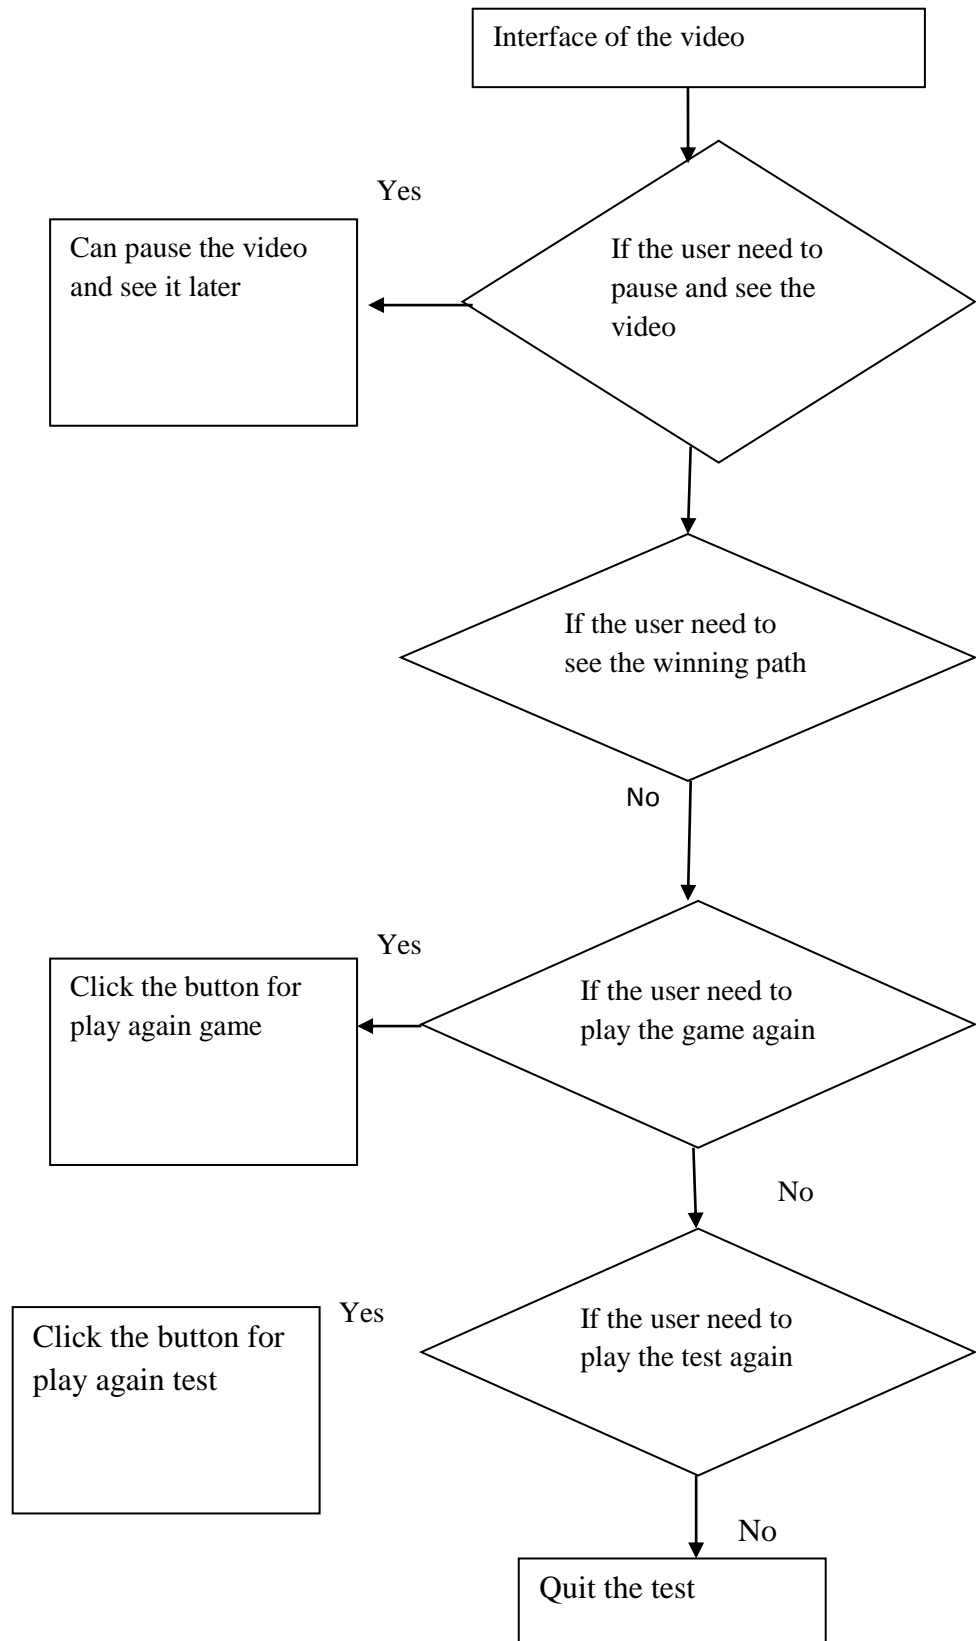 Interface of the video
Yes
Can pause the video
and see it later
If the user need to
pause and see the
video
If the user need to
see the winning path
No
Yes
Click the button for
play again game
If the user need to
play the game again
No
Yes
Click the button for
play again test
If the user need to
play the test again
No
Quit the test